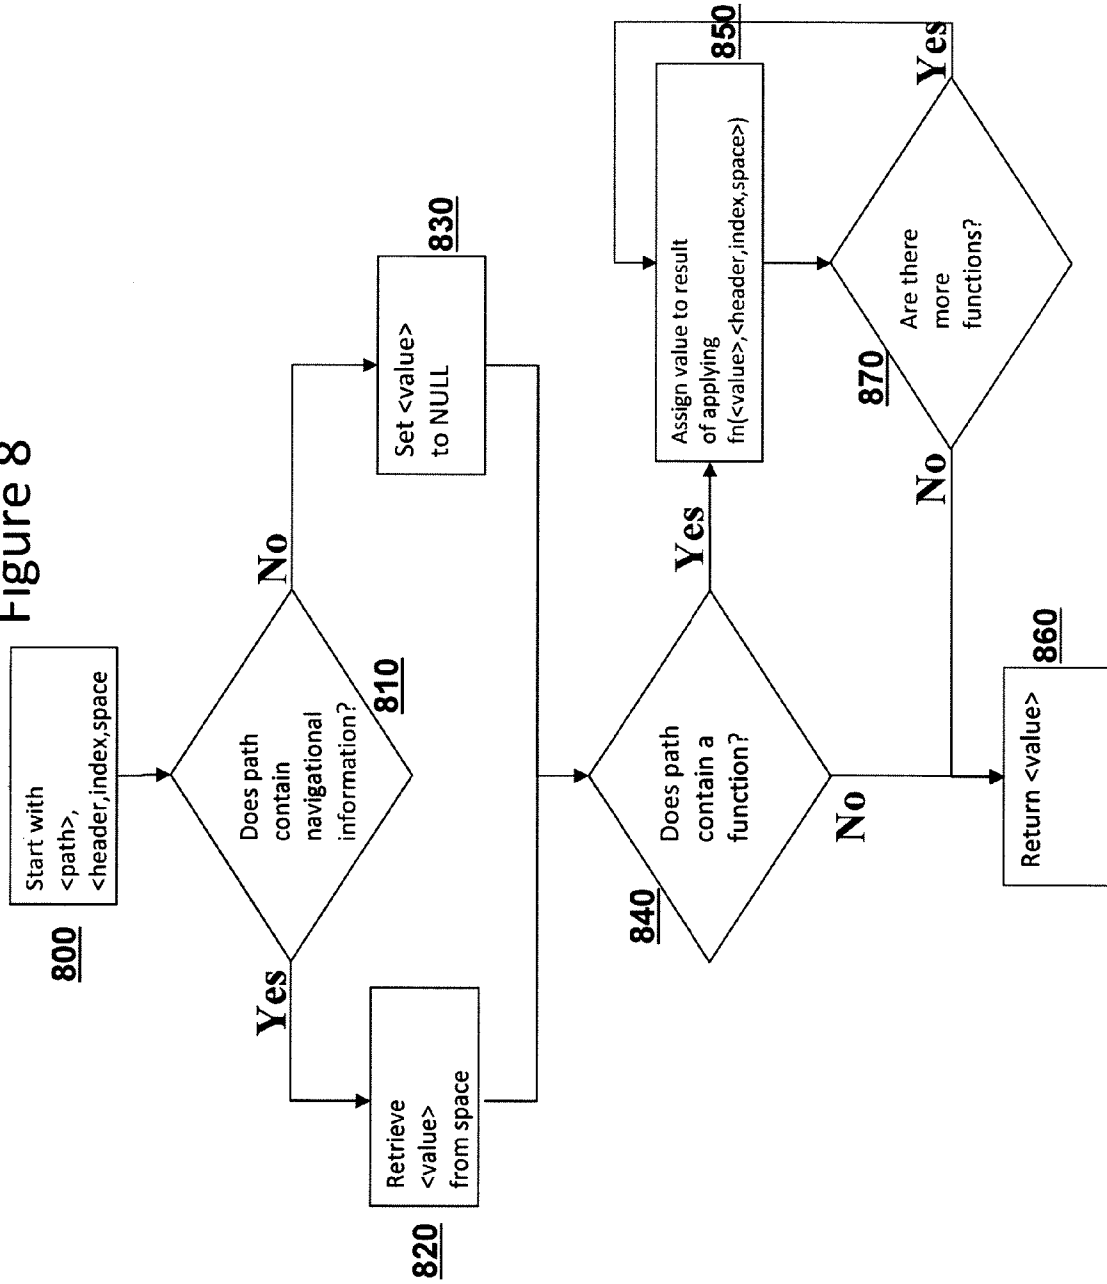 Figure 8
Start with
<path>,
<header,index,space
800
Does path
contain
navigational
information?
810
Yes
No
Retrieve
<value>
from space
820
Set <value>
to NULL
830
Does path
contain a
function?
840
Yes
No
Assign value to result
of applying
fn(<value>,<header,index,space>)
850
Are there
more
functions?
870
Yes
No
Return <value>
860